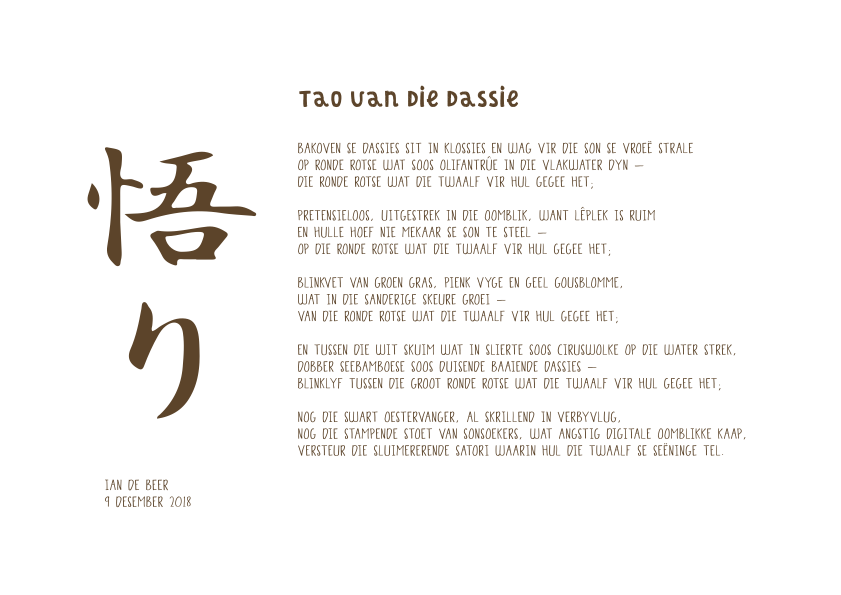 Tao van die Dassie
悟り
BAKOVEN SE DASSIES SIT IN KLOSSIES EN WAG VIR DIE SON SE VROEË STRALE
OP RONDE ROTSE WAT SOOS OLIFANTRÛE IN DIE VLAKWATER DYN –
DIE RONDE ROTSE WAT DIE TWAALF VIR HUL GEGEE HET;
PRETENSIELOOS, UITGESTREK IN DIE OOMBLIK, WANT LÊPLEK IS RUIM
EN HULLE HOEF NIE MEKAAR SE SON TE STEEL –
OP DIE RONDE ROTSE WAT DIE TWAALF VIR HUL GEGEE HET;
BLINKVET VAN GROEN GRAS, PIENK VYGE EN GEEL GOUSBLOMME,
WAT IN DIE SANDERIGE SKEURE GROEI –
VAN DIE RONDE ROTSE WAT DIE TWAALF VIR HUL GEGEE HET;
EN TUSSEN DIE WIT SKUIM WAT IN SLIERTE SOOS CIRUSWOLKE OP DIE WATER STREK,
DOBBER SEEBAMBOESE SOOS DUISENDE BAAIENDE DASSIES –
BLINKLYF TUSSEN DIE GROOT RONDE ROTSE WAT DIE TWAALF VIR HUL GEGEE HET;
NOG DIE SWART OESTERVANGER, AL SKRILLEND IN VERBYVLUG,
NOG DIE STAMPENDE STOET VAN SONSOEKERS, WAT ANGSTIG DIGITALE OOMBLIKKE KAAP,
VERSTEUR DIE SLUIMERERENDE SATORI WAARIN HUL DIE TWAALF SE SEËNINGE TEL.
IAN DE BEER
9 DESEMBER 2018